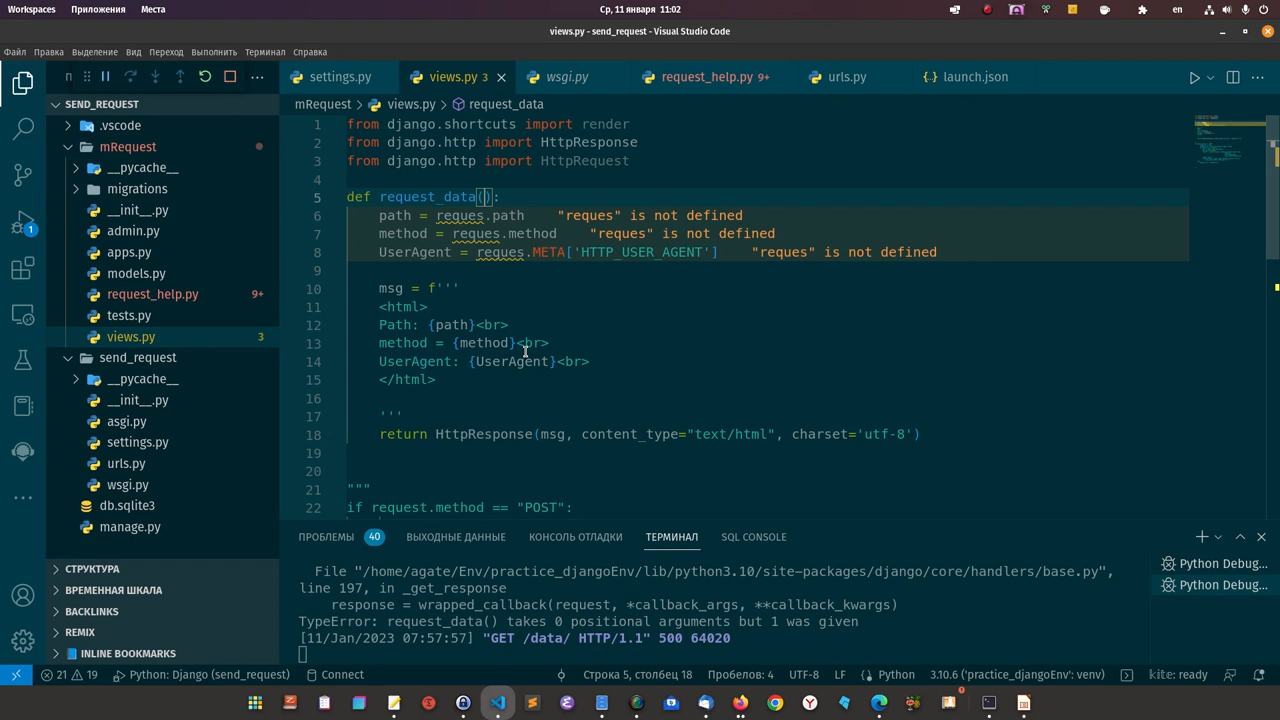 Workspaces Приложения Места Ср, 11 января 11:02 en
views.py - send_request - Visual Studio Code
Файл Правка Выделение Вид Переход Выполнить Терминал Справка
settings.py views.py 3 wsgi.py request_help.py 9+ urls.py launch.json
SEND_REQUEST
.vscode
mRequest
__pycache__
migrations
__init__.py
admin.py
apps.py
models.py
request_help.py 9+
tests.py
views.py 3
send_request
__pycache__
__init__.py
asgi.py
settings.py
urls.py
wsgi.py
db.sqlite3
manage.py
СТРУКТУРА
ВРЕМЕННАЯ ШКАЛА
BACKLINKS
REMIX
INLINE BOOKMARKS
1
mRequest views.py request_data
1 from django.shortcuts import render
2 from django.http import HttpResponse
3 from django.http import HttpRequest
4
5 def request_data():
6 path = reques.path "reques" is not defined
7 method = reques.method "reques" is not defined
8 UserAgent = reques.META['HTTP_USER_AGENT'] "reques" is not defined
9
10 msg = f'''
11 <html>
12 Path: {path}<br>
13 method = {method}<br>
14 UserAgent: {UserAgent}<br>
15 </html>
16
17 '''
18 return HttpResponse(msg, content_type="text/html", charset='utf-8')
19
20
21 """
22 if request.method == "POST":
ПРОБЛЕМЫ 40 ВЫХОДНЫЕ ДАННЫЕ КОНСОЛЬ ОТЛАДКИ ТЕРМИНАЛ SQL CONSOLE
File "/home/agate/Env/practice_djangoEnv/lib/python3.10/site-packages/django/core/handlers/base.py",
line 197, in _get_response
response = wrapped_callback(request, *callback_args, **callback_kwargs)
TypeError: request_data() takes 0 positional arguments but 1 was given
[11/Jan/2023 07:57:57] "GET /data/ HTTP/1.1" 500 64020
Python Debug...
Python Debug...
21 19 Python: Django (send_request) Connect Строка 5, столбец 18 Пробелов: 4 UTF-8 LF Python 3.10.6 ('practice_djangoEnv': venv) kite: ready